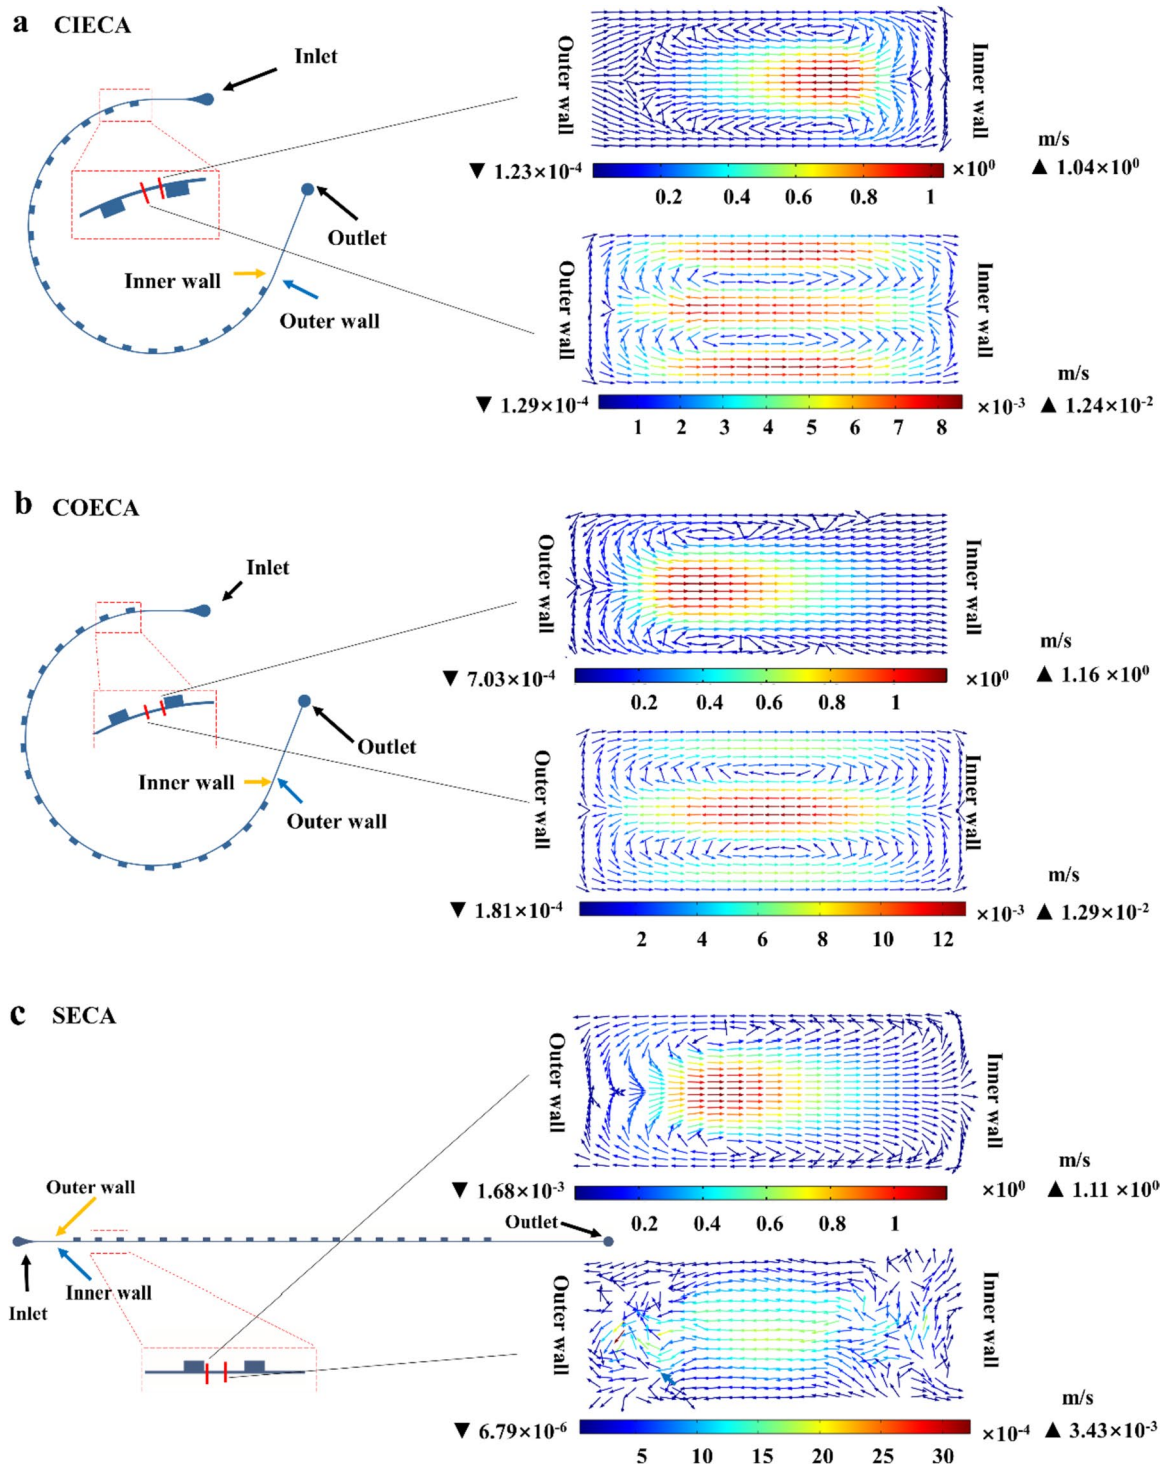 a CIECA
Inlet
Outlet
Inner wall
Outer wall
Outer wall
Inner wall
m/s
▼ 1.23×10⁻⁴
×10⁰
▲ 1.04×10⁰
0.2 0.4 0.6 0.8 1
Outer wall
Inner wall
m/s
▼ 1.29×10⁻⁴
×10⁻³
▲ 1.24×10⁻²
1 2 3 4 5 6 7 8
b COECA
Inlet
Outlet
Inner wall
Outer wall
Outer wall
Inner wall
m/s
▼ 7.03×10⁻⁴
×10⁰
▲ 1.16 ×10⁰
0.2 0.4 0.6 0.8 1
Outer wall
Inner wall
m/s
▼ 1.81×10⁻⁴
×10⁻³
▲ 1.29×10⁻²
2 4 6 8 10 12
c SECA
Outer wall
Inner wall
Inlet
Outlet
Outer wall
Inner wall
m/s
▼ 1.68×10⁻³
×10⁰
▲ 1.11 ×10⁰
0.2 0.4 0.6 0.8 1
Outer wall
Inner wall
m/s
▼ 6.79×10⁻⁶
×10⁻⁴
▲ 3.43×10⁻³
5 10 15 20 25 30